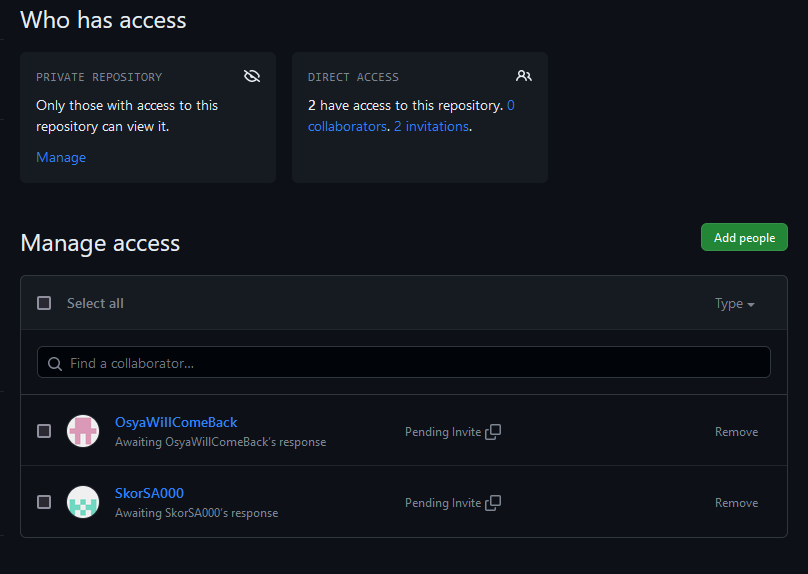 Who has access
PRIVATE REPOSITORY
Only those with access to this
repository can view it.
Manage
DIRECT ACCESS
2 have access to this repository. 0
collaborators. 2 invitations.
Manage access
Add people
Select all
Type
Find a collaborator...
OsyaWillComeBack
Awaiting OsyaWillComeBack's response
Pending Invite
Remove
SkorSA000
Awaiting SkorSA000's response
Pending Invite
Remove